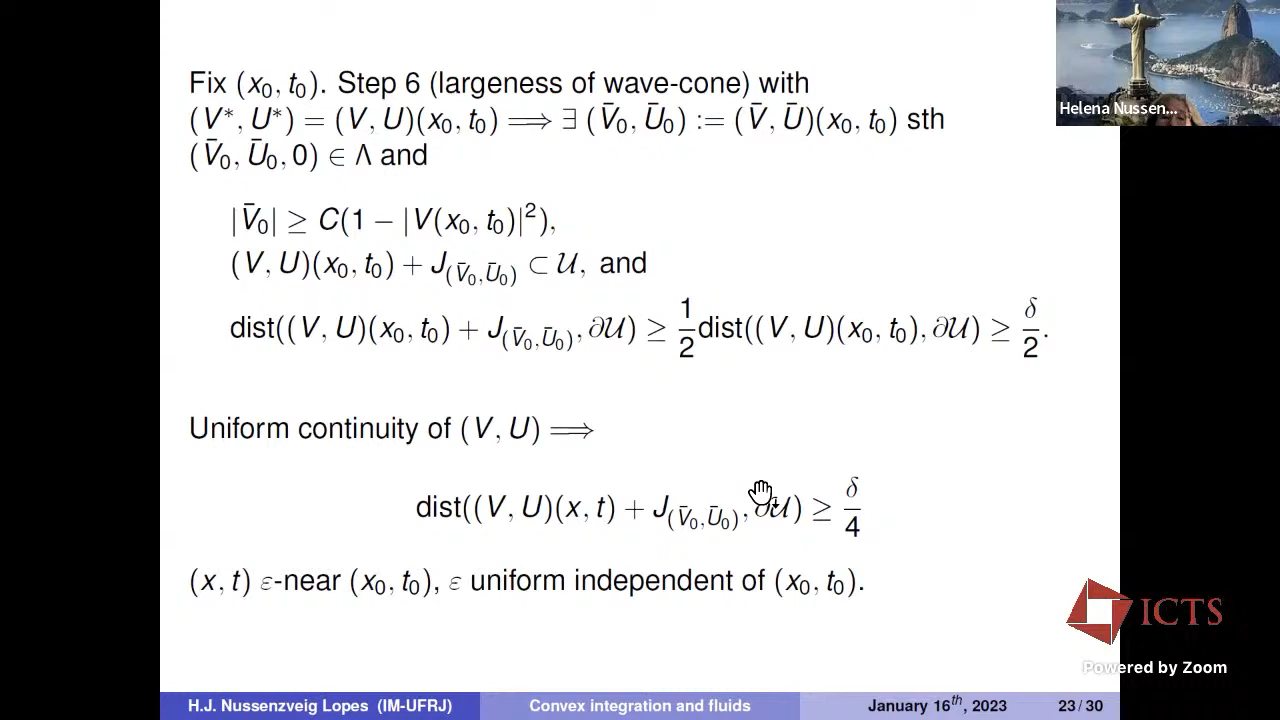 Fix (x₀, t₀). Step 6 (largeness of wave-cone) with
(V*, U*) = (V, U)(x₀, t₀) ⟹ ∃ (V̄₀, Ū₀) := (V̄, Ū)(x₀, t₀) sth
(V̄₀, Ū₀, 0) ∈ Λ and
|V̄₀| ≥ C(1 − |V(x₀, t₀)|²),
(V, U)(x₀, t₀) + J_(V̄₀,Ū₀) ⊂ 𝒰, and
dist((V, U)(x₀, t₀) + J_(V̄₀,Ū₀), ∂𝒰) ≥ 1/2 dist((V, U)(x₀, t₀), ∂𝒰) ≥ δ/2.
Uniform continuity of (V, U) ⟹
dist((V, U)(x, t) + J_(V̄₀,Ū₀), ∂𝒰) ≥ δ/4
(x, t) ε-near (x₀, t₀), ε uniform independent of (x₀, t₀).
Helena Nussen...
ICTS
Powered by Zoom
H.J. Nussenzveig Lopes (IM-UFRJ) Convex integration and fluids January 16th, 2023 23 / 30